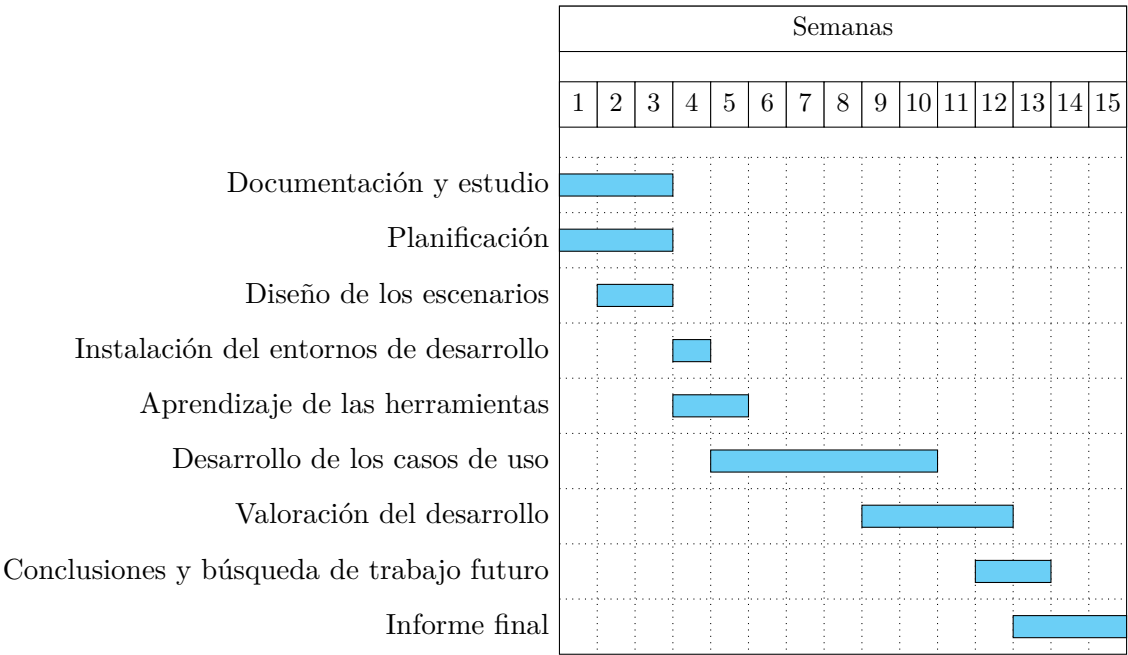 Semanas
1 2 3 4 5 6 7 8 9 10 11 12 13 14 15
Documentación y estudio
Planificación
Diseño de los escenarios
Instalación del entornos de desarrollo
Aprendizaje de las herramientas
Desarrollo de los casos de uso
Valoración del desarrollo
Conclusiones y búsqueda de trabajo futuro
Informe final